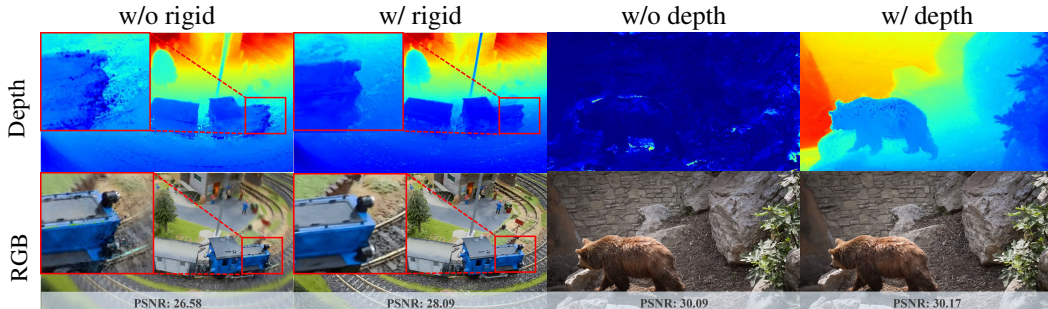 w/o rigid w/ rigid w/o depth w/ depth
Depth
RGB
PSNR: 26.58 PSNR: 28.09 PSNR: 30.09 PSNR: 30.17